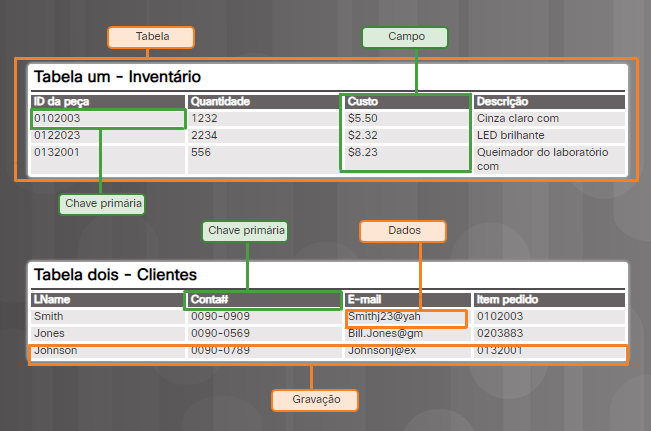 Tabela
Campo
Tabela um - Inventário
ID da peça Quantidade Custo Descrição
0102003 1232 $5.50 Cinza claro com
0122023 2234 $2.32 LED brilhante
0132001 556 $8.23 Queimador do laboratório
com
Chave primária
Chave primária
Dados
Tabela dois - Clientes
LName Conta# E-mail Item pedido
Smith 0090-0909 Smithj23@yah 0102003
Jones 0090-0569 Bill.Jones@gm 0203883
Johnson 0090-0789 Johnsonj@ex 0132001
Gravação